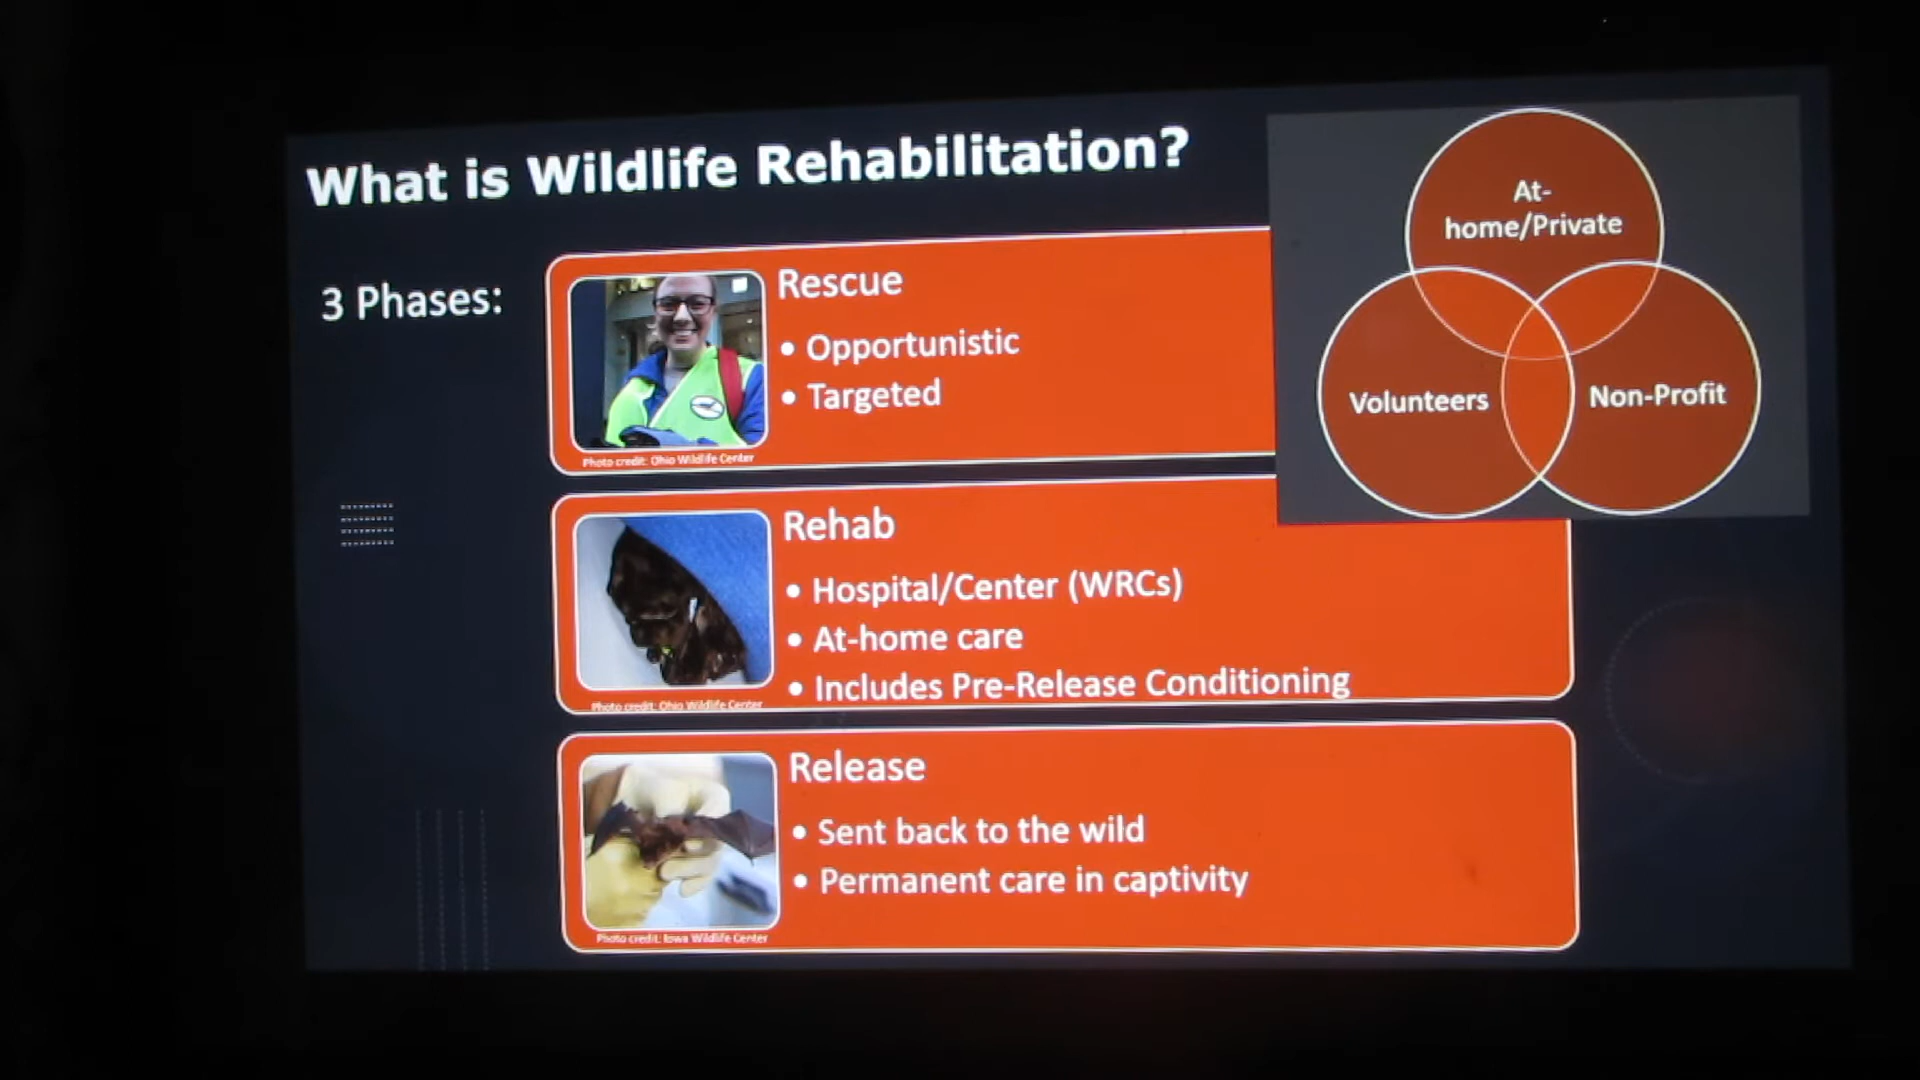 What is Wildlife Rehabilitation?
3 Phases:
Rescue
• Opportunistic
• Targeted
Photo credit: Ohio Wildlife Center
Rehab
• Hospital/Center (WRCs)
• At-home care
• Includes Pre-Release Conditioning
Photo credit: Ohio Wildlife Center
Release
• Sent back to the wild
• Permanent care in captivity
Photo credit: Iowa Wildlife Center
At-
home/Private
Volunteers
Non-Profit